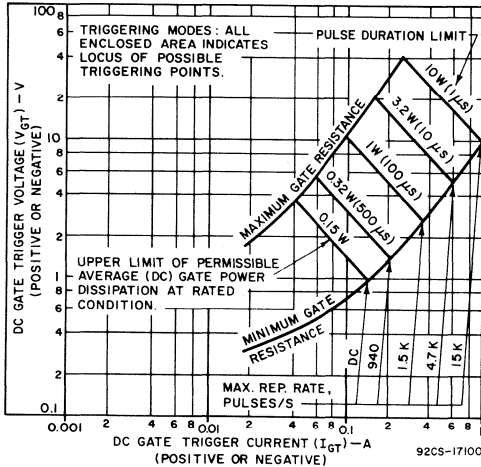 TRIGGERING MODES: ALL
ENCLOSED AREA INDICATES
LOCUS OF POSSIBLE
TRIGGERING POINTS.
PULSE DURATION LIMIT
DC GATE TRIGGER VOLTAGE (VGT) – V
(POSITIVE OR NEGATIVE)
100
8
6
4
2
10
8
6
4
2
1
8
6
4
2
0.1
MAXIMUM GATE RESISTANCE
10W (1 μS)
3.2W (10 μS)
1W (100 μS)
0.32W (500 μS)
0.15 W
UPPER LIMIT OF PERMISSIBLE
AVERAGE (DC) GATE POWER
DISSIPATION AT RATED
CONDITION.
MINIMUM GATE
RESISTANCE
MAX. REP. RATE,
PULSES/S
DC
940
1.5 K
4.7 K
15 K
0.001 2 4 6 8 0.01 2 4 6 8 0.1 2 4 6 8
DC GATE TRIGGER CURRENT (IGT) – A
(POSITIVE OR NEGATIVE)
92CS-17100